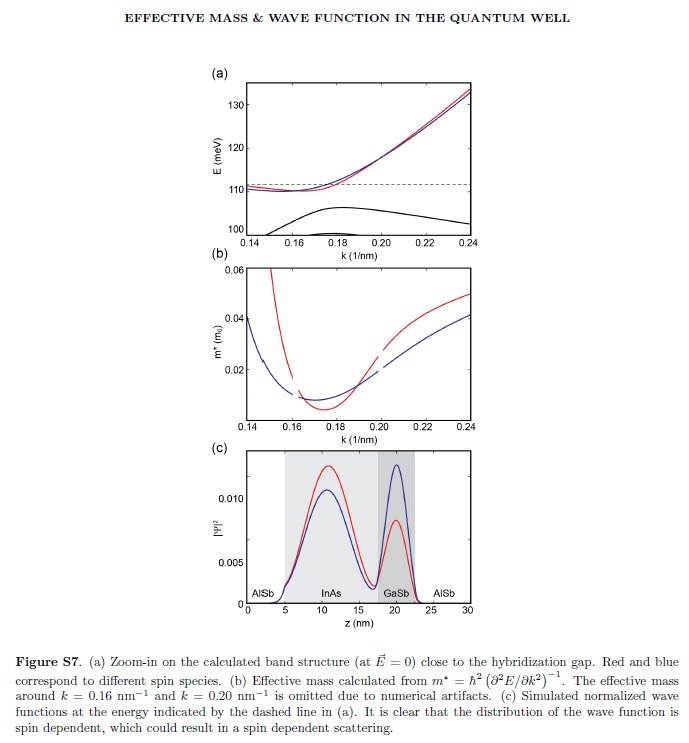 EFFECTIVE MASS & WAVE FUNCTION IN THE QUANTUM WELL
(a)
130
120
110
100
E (meV)
0.14 0.16 0.18 0.20 0.22 0.24
k (1/nm)
(b)
0.06
0.04
0.02
m* (m₀)
0.14 0.16 0.18 0.20 0.22 0.24
k (1/nm)
(c)
0.010
0.005
0
|Ψ|²
AlSb InAs GaSb AlSb
0 5 10 15 20 25 30
z (nm)
Figure S7. (a) Zoom-in on the calculated band structure (at E⃗ = 0) close to the hybridization gap. Red and blue
correspond to different spin species. (b) Effective mass calculated from m* = ħ² (∂²E/∂k²)⁻¹. The effective mass
around k = 0.16 nm⁻¹ and k = 0.20 nm⁻¹ is omitted due to numerical artifacts. (c) Simulated normalized wave
functions at the energy indicated by the dashed line in (a). It is clear that the distribution of the wave function is
spin dependent, which could result in a spin dependent scattering.